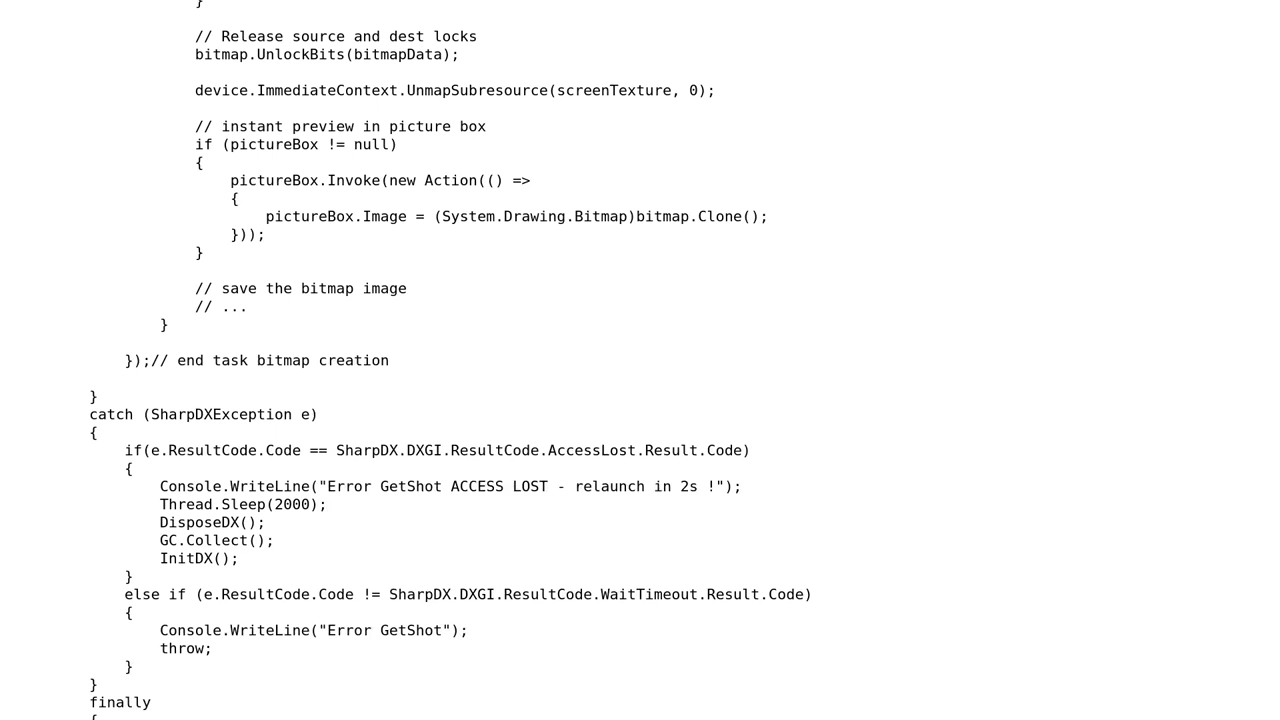 }
// Release source and dest locks
bitmap.UnlockBits(bitmapData);
device.ImmediateContext.UnmapSubresource(screenTexture, 0);
// instant preview in picture box
if (pictureBox != null)
{
pictureBox.Invoke(new Action(() =>
{
pictureBox.Image = (System.Drawing.Bitmap)bitmap.Clone();
}));
}
// save the bitmap image
// ...
}
});// end task bitmap creation
}
catch (SharpDXException e)
{
if(e.ResultCode.Code == SharpDX.DXGI.ResultCode.AccessLost.Result.Code)
{
Console.WriteLine("Error GetShot ACCESS LOST - relaunch in 2s !");
Thread.Sleep(2000);
DisposeDX();
GC.Collect();
InitDX();
}
else if (e.ResultCode.Code != SharpDX.DXGI.ResultCode.WaitTimeout.Result.Code)
{
Console.WriteLine("Error GetShot");
throw;
}
}
finally
{